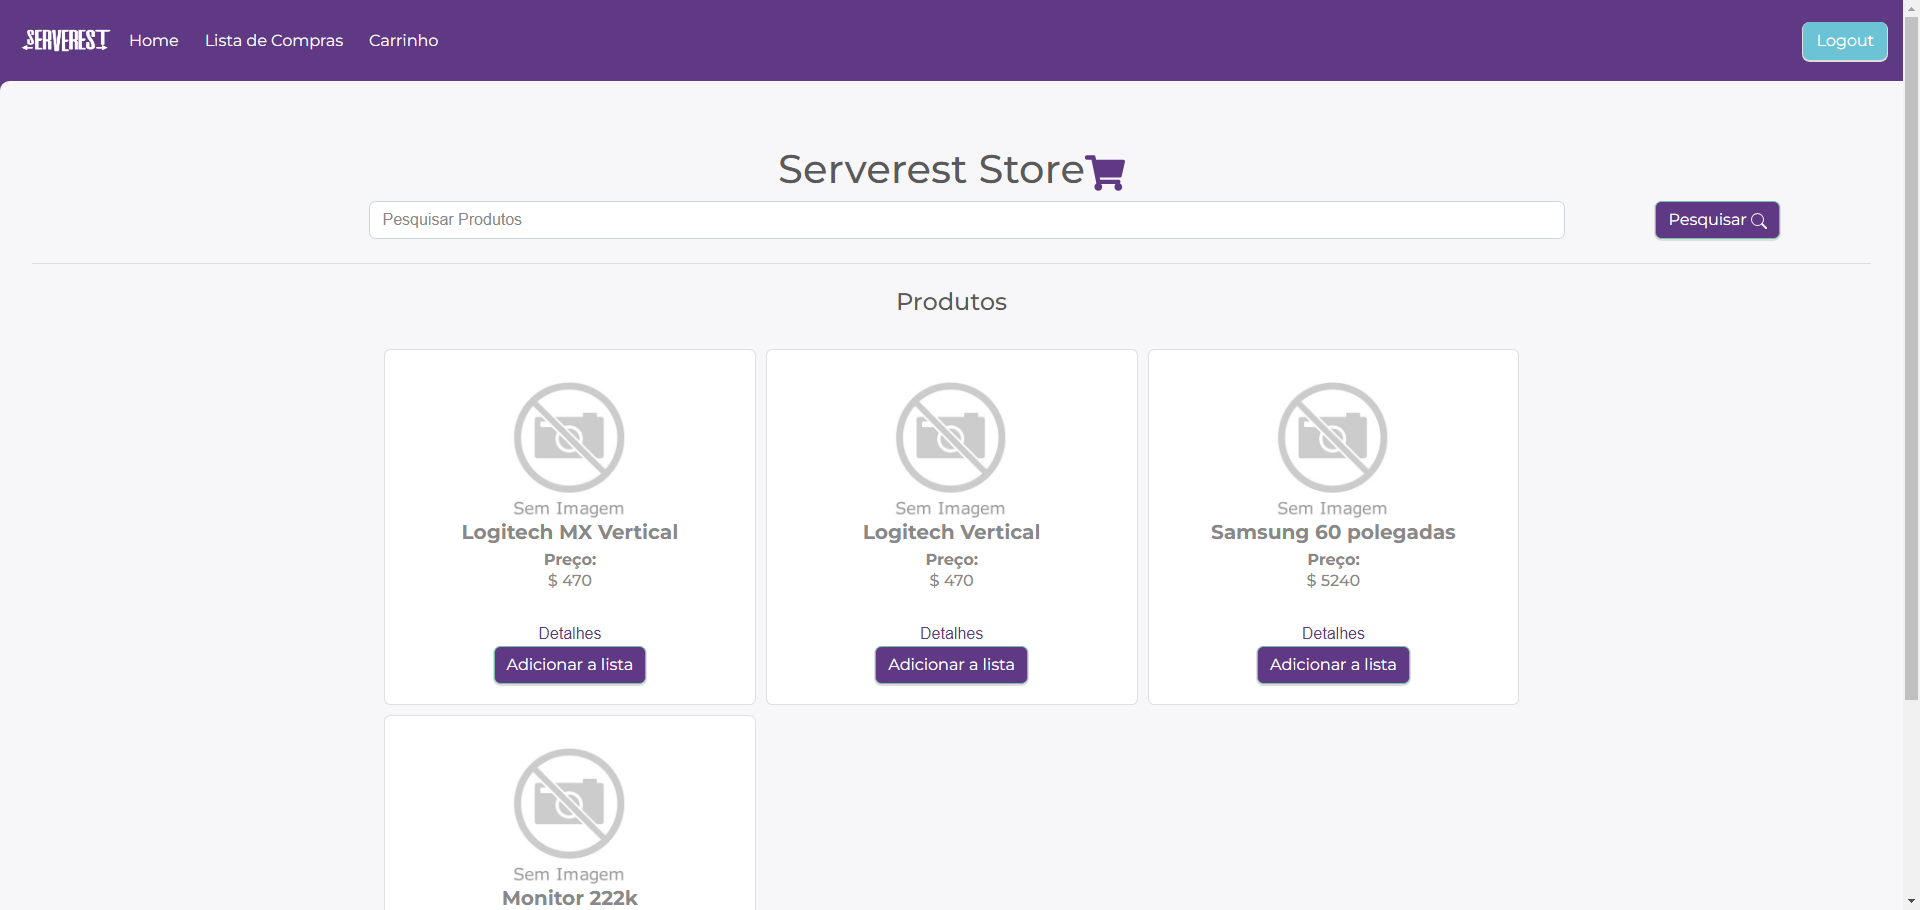 SERVEREST Home Lista de Compras Carrinho Logout
Serverest Store
Pesquisar Produtos Pesquisar
Produtos
Sem Imagem Sem Imagem Sem Imagem
Logitech MX Vertical Logitech Vertical Samsung 60 polegadas
Preço: Preço: Preço:
$ 470 $ 470 $ 5240
Detalhes Detalhes Detalhes
Adicionar a lista Adicionar a lista Adicionar a lista
Sem Imagem
Monitor 222k